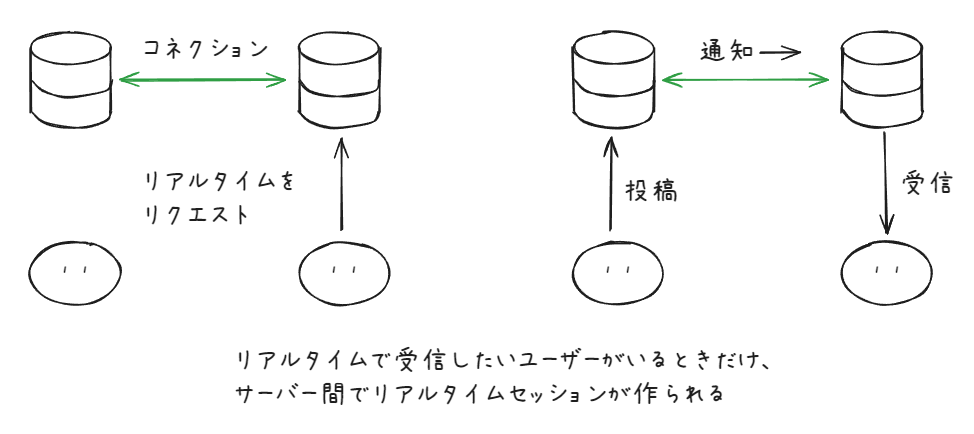 コネクション
リアルタイムを
リクエスト
通知
投稿
受信
リアルタイムで受信したいユーザーがいるときだけ、
サーバー間でリアルタイムセッションが作られる